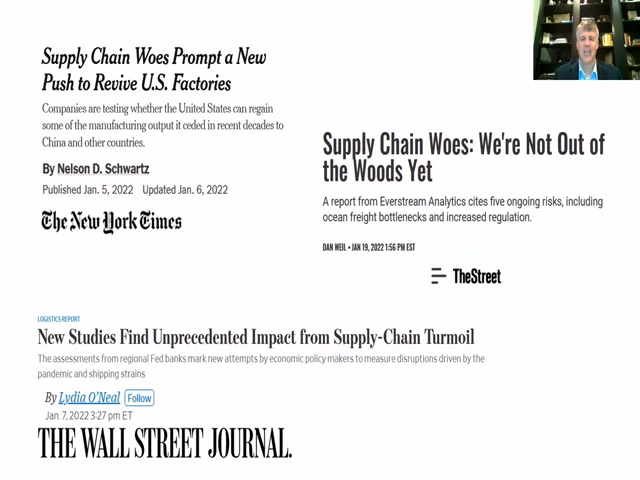 Supply Chain Woes Prompt a New
Push to Revive U.S. Factories
Companies are testing whether the United States can regain
some of the manufacturing output it ceded in recent decades to
China and other countries.
By Nelson D. Schwartz
Published Jan. 5, 2022 Updated Jan. 6, 2022
The New York Times
Supply Chain Woes: We're Not Out of
the Woods Yet
A report from Everstream Analytics cites five ongoing risks, including
ocean freight bottlenecks and increased regulation.
DAN WEIL • JAN 19, 2022 1:56 PM EST
TheStreet
LOGISTICS REPORT
New Studies Find Unprecedented Impact from Supply-Chain Turmoil
The assessments from regional Fed banks mark new attempts by economic policy makers to measure disruptions driven by the
pandemic and shipping strains
By Lydia O'Neal Follow
Jan. 7, 2022 3:27 pm ET
THE WALL STREET JOURNAL.